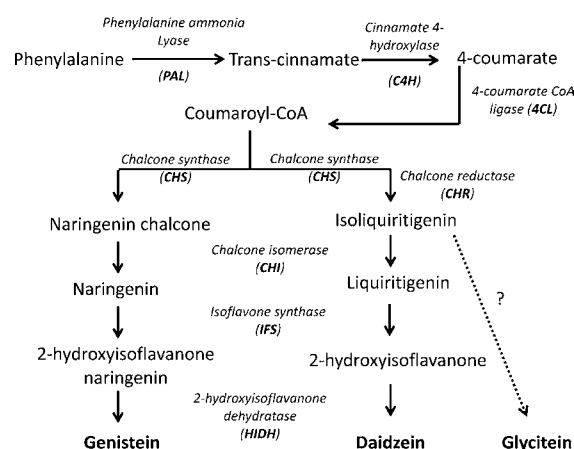 Phenylalanine ammonia
Lyase
Cinnamate 4-
hydroxylase
Phenylalanine
Trans-cinnamate
4-coumarate
(PAL)
(C4H)
4-coumarate CoA
ligase (4CL)
Coumaroyl-CoA
Chalcone synthase
(CHS)
Chalcone synthase
(CHS)
Chalcone reductase
(CHR)
Naringenin chalcone
Isoliquiritigenin
Chalcone isomerase
(CHI)
Naringenin
Liquiritigenin
?
Isoflavone synthase
(IFS)
2-hydroxyisoflavanone
naringenin
2-hydroxyisoflavanone
2-hydroxyisoflavanone
dehydratase
(HIDH)
Genistein
Daidzein
Glycitein